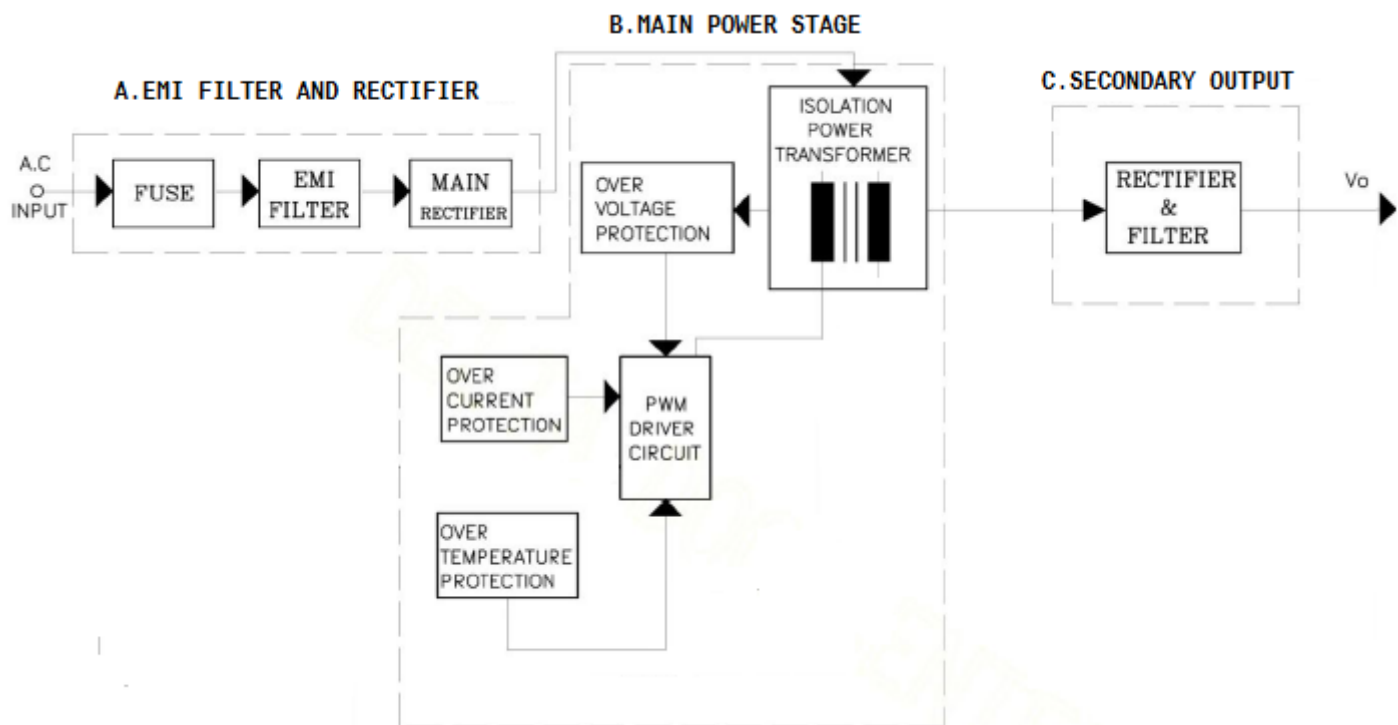 B.MAIN POWER STAGE
A.EMI FILTER AND RECTIFIER
C.SECONDARY OUTPUT
A.C
INPUT
FUSE
EMI
FILTER
MAIN
RECTIFIER
ISOLATION
POWER
TRANSFORMER
OVER
VOLTAGE
PROTECTION
RECTIFIER
&
FILTER
Vo
OVER
CURRENT
PROTECTION
PWM
DRIVER
CIRCUIT
OVER
TEMPERATURE
PROTECTION